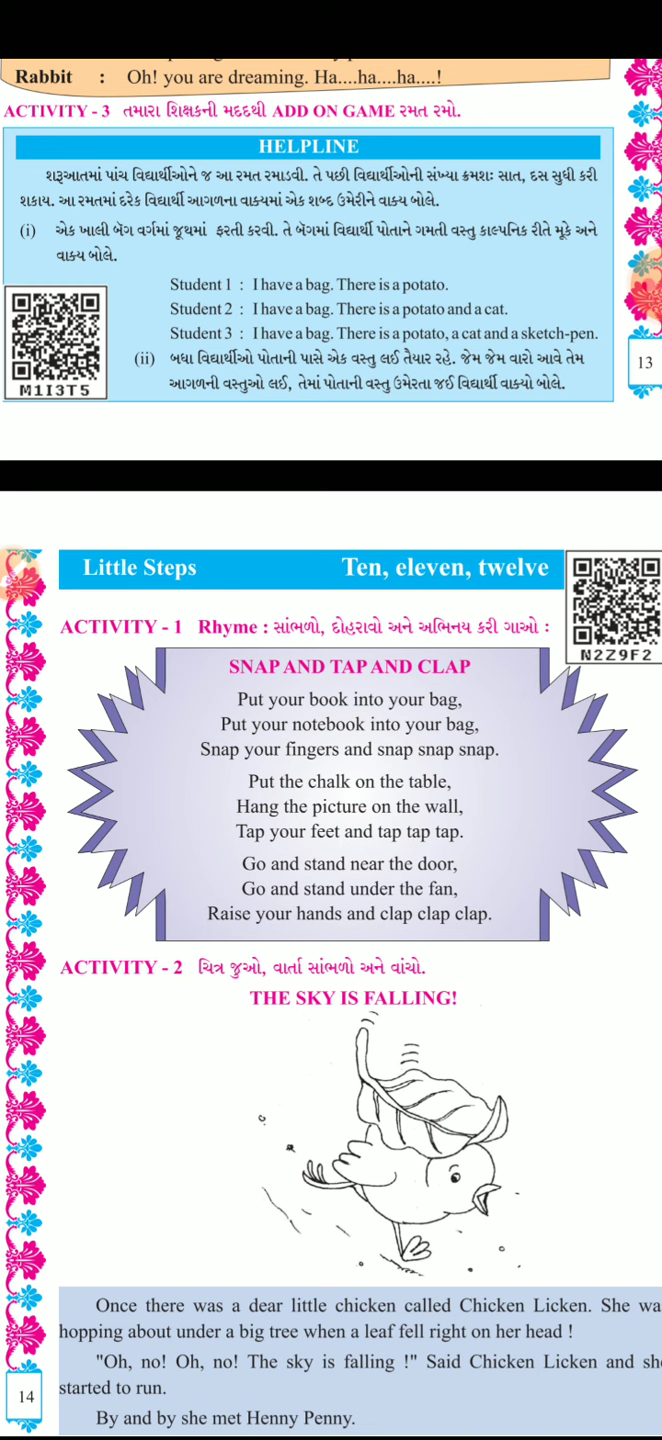 Rabbit : Oh! you are dreaming. Ha....ha....ha....!
ACTIVITY - 3 તમારા શિક્ષકની મદદથી ADD ON GAME રમત રમો.
HELPLINE
શરૂઆતમાં પાંચ વિદ્યાર્થીઓને જ આ રમત રમાડવી. તે પછી વિદ્યાર્થીઓની સંખ્યા ક્રમશઃ સાત, દસ સુધી કરી
શકાય. આ રમતમાં દરેક વિદ્યાર્થી આગળના વાક્યમાં એક શબ્દ ઉમેરીને વાક્ય બોલે.
(i) એક ખાલી બૅગ વર્ગમાં જૂથમાં ફરતી કરવી. તે બૅગમાં વિદ્યાર્થી પોતાને ગમતી વસ્તુ કાલ્પનિક રીતે મૂકે અને
વાક્ય બોલે.
Student 1 : I have a bag. There is a potato.
Student 2 : I have a bag. There is a potato and a cat.
Student 3 : I have a bag. There is a potato, a cat and a sketch-pen.
(ii) બધા વિદ્યાર્થીઓ પોતાની પાસે એક વસ્તુ લઈ તૈયાર રહે. જેમ જેમ વારો આવે તેમ
આગળની વસ્તુઓ લઈ, તેમાં પોતાની વસ્તુ ઉમેરતા જઈ વિદ્યાર્થી વાક્યો બોલે.
M1I3T5
13
Little Steps Ten, eleven, twelve
N2Z9F2
ACTIVITY - 1 Rhyme : સાંભળો, દોહરાવો અને અભિનય કરી ગાઓ :
SNAP AND TAP AND CLAP
Put your book into your bag,
Put your notebook into your bag,
Snap your fingers and snap snap snap.
Put the chalk on the table,
Hang the picture on the wall,
Tap your feet and tap tap tap.
Go and stand near the door,
Go and stand under the fan,
Raise your hands and clap clap clap.
ACTIVITY - 2 ચિત્ર જુઓ, વાર્તા સાંભળો અને વાંચો.
THE SKY IS FALLING!
Once there was a dear little chicken called Chicken Licken. She wa
hopping about under a big tree when a leaf fell right on her head !
"Oh, no! Oh, no! The sky is falling !" Said Chicken Licken and she
started to run.
By and by she met Henny Penny.
14